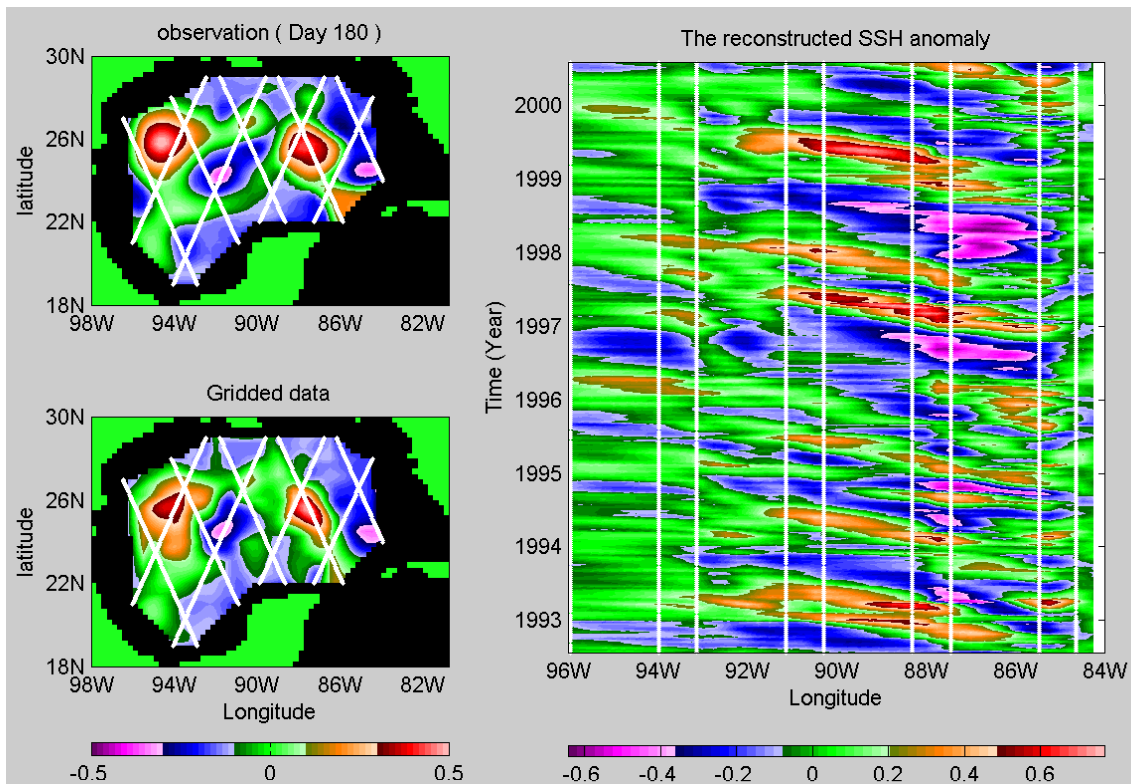 observation ( Day 180 )
30N
26N
22N
18N
latitude
98W 94W 90W 86W 82W
Gridded data
30N
26N
22N
18N
latitude
98W 94W 90W 86W 82W
Longitude
-0.5 0 0.5
The reconstructed SSH anomaly
2000
1999
1998
1997
1996
1995
1994
1993
Time (Year)
96W 94W 92W 90W 88W 86W 84W
Longitude
-0.6 -0.4 -0.2 0 0.2 0.4 0.6